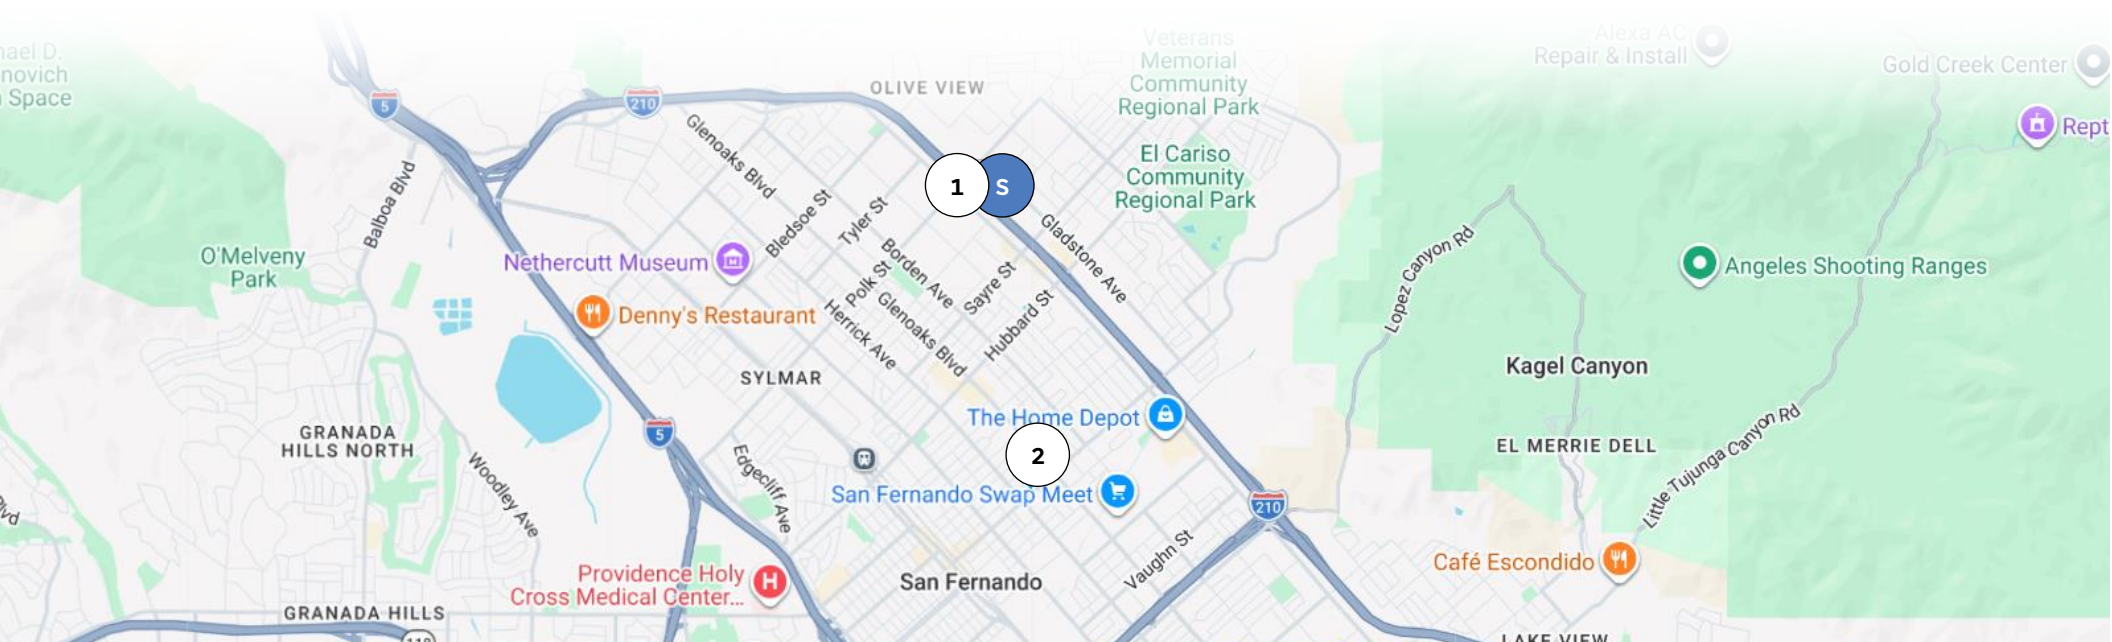 Veterans
Memorial
Community
Regional Park
Alexa AC
Repair & Install
Gold Creek Center
Space
5
210
OLIVE VIEW
Glenoaks Blvd
El Cariso
Community
Regional Park
Balboa Blvd
1
S
Bledsoe St
Tyler St
Gladstone Ave
O'Melveny
Park
Nethercutt Museum
Borden Ave
Polk St
Sayre St
Lopez Canyon Rd
Angeles Shooting Ranges
Denny's Restaurant
Herrick Ave
Glenoaks Blvd
Hubbard St
SYLMAR
Kagel Canyon
The Home Depot
GRANADA
HILLS NORTH
5
2
EL MERRIE DELL
Little Tujunga Canyon Rd
Woodley Ave
Edgecliff Ave
San Fernando Swap Meet
210
Vaughn St
Café Escondido
Providence Holy
Cross Medical Center...
H
San Fernando
GRANADA HILLS
LAKE VIEW